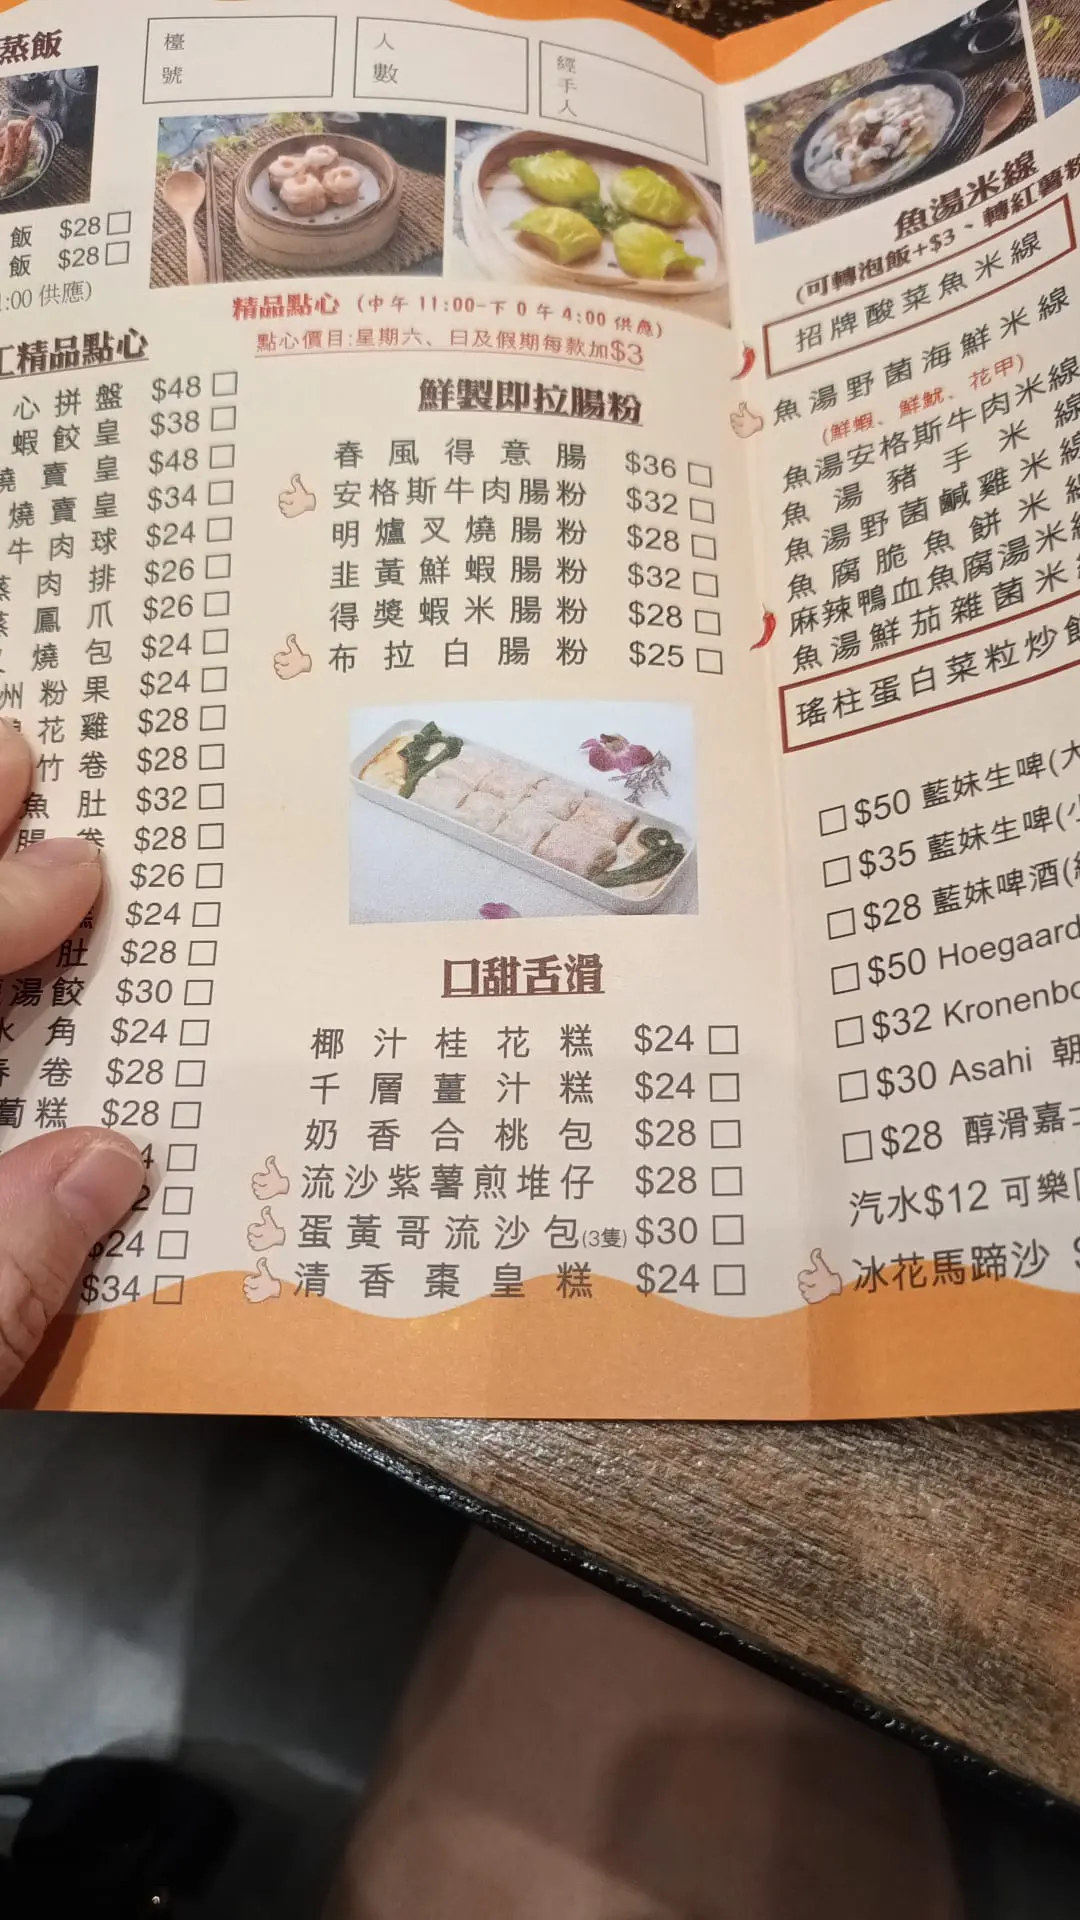 蒸飯
檯號
人數
經手人
飯 $28
飯 $28
1:00 供應)
精品點心 (中午 11:00-下 0 午 4:00 供應)
點心價目:星期六、日及假期每款加$3
工精品點心
心拼盤 $48
蝦餃皇 $38
燒賣皇 $48
燒賣皇 $34
牛肉球 $24
蒸肉排 $26
蒸鳳爪 $26
燒包 $24
州粉果 $24
花雞 $28
竹卷 $28
魚肚 $32
腸卷 $28
$26
糕 $24
肚 $28
湯餃 $30
水角 $24
春卷 $28
蔔糕 $28
4
2
$24
$34
鮮製即拉腸粉
春風得意腸 $36
安格斯牛肉腸粉 $32
明爐叉燒腸粉 $28
韭黃鮮蝦腸粉 $32
得獎蝦米腸粉 $28
布拉白腸粉 $25
口甜舌滑
椰汁桂花糕 $24
千層薑汁糕 $24
奶香合桃包 $28
流沙紫薯煎堆仔 $28
蛋黃哥流沙包(3隻) $30
清香棗皇糕 $24
魚湯米線
(可轉泡飯+$3、轉紅薯粉
招牌酸菜魚米線
魚湯野菌海鮮米線
(鮮蝦、鮮魷、花甲)
魚湯安格斯牛肉米線
魚湯豬手米線
魚湯野菌鹹雞米線
魚腐脆魚餅米線
麻辣鴨血魚腐湯米線
魚湯鮮茄雜菌米線
瑤柱蛋白菜粒炒飯
$50 藍妹生啤(大
$35 藍妹生啤(小
$28 藍妹啤酒(
$50 Hoegaard
$32 Kronenbo
$30 Asahi 朝
$28 醇滑嘉士
汽水$12 可樂
冰花馬蹄沙